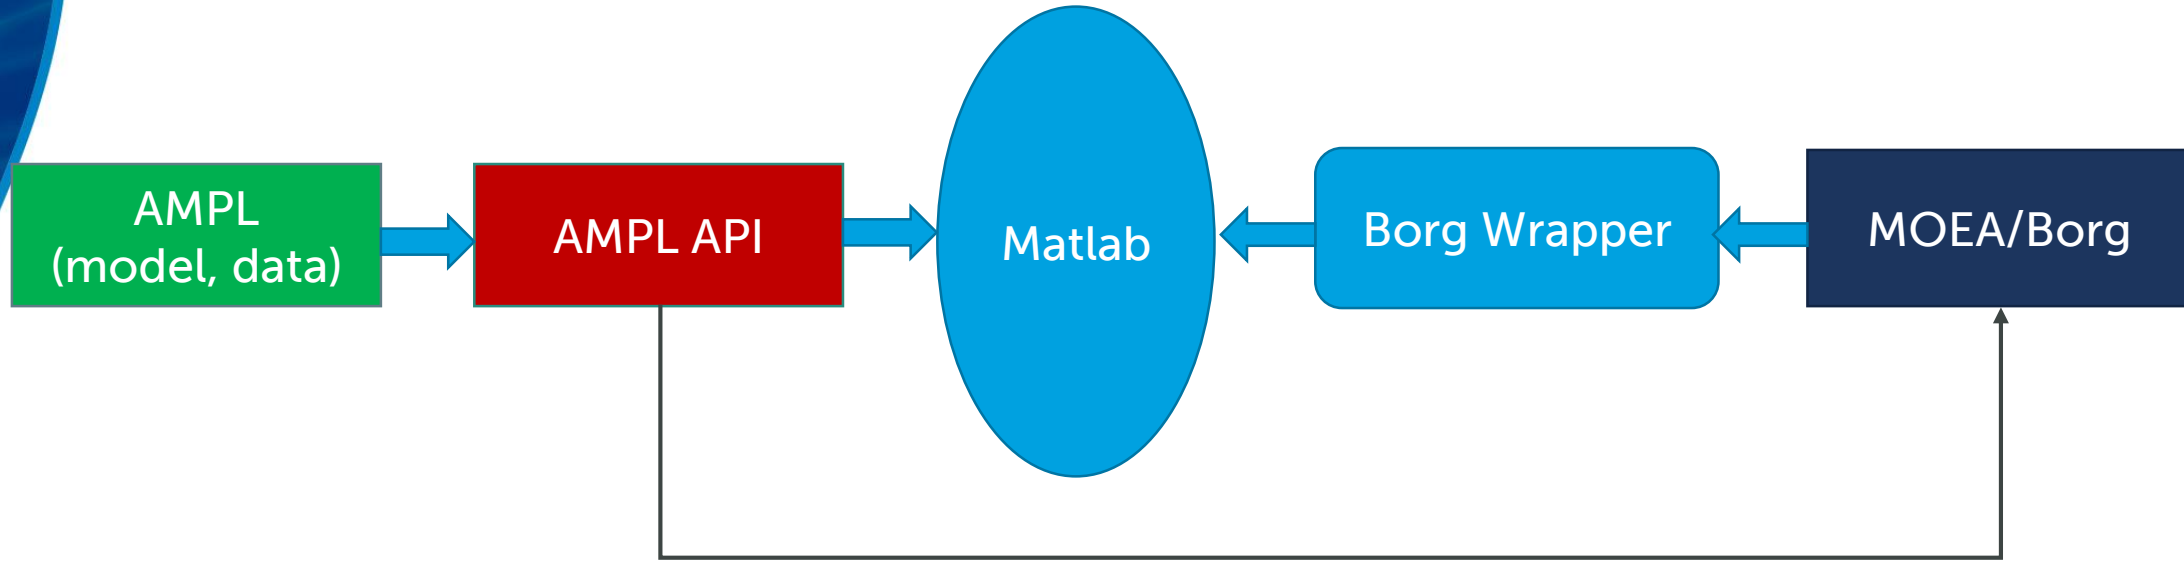 AMPL
(model, data)
AMPL API
Matlab
Borg Wrapper
MOEA/Borg